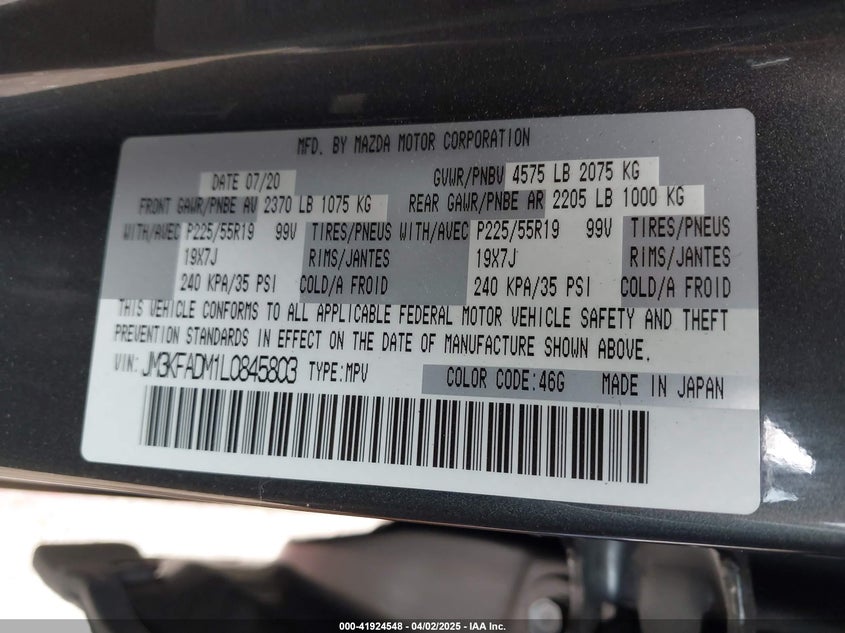 MFD. BY MAZDA MOTOR CORPORATION
DATE 07/20 GVWR/PNBV 4575 LB 2075 KG
FRONT GAWR/PNBE AV 2370 LB 1075 KG REAR GAWR/PNBE AR 2205 LB 1000 KG
WITH/AVEC P225/55R19 99V TIRES/PNEUS WITH/AVEC P225/55R19 99V TIRES/PNEUS
19X7J RIMS/JANTES 19X7J RIMS/JANTES
240 KPA/35 PSI COLD/A FROID 240 KPA/35 PSI COLD/A FROID
THIS VEHICLE CONFORMS TO ALL APPLICABLE FEDERAL MOTOR VEHICLE SAFETY AND THEFT
PREVENTION STANDARDS IN EFFECT ON THE DATE OF MANUFACTURE SHOWN ABOVE.
VIN: JM3KFADM1L0845803 TYPE:MPV COLOR CODE:46G MADE IN JAPAN
000-41924548 - 04/02/2025 - IAA Inc.